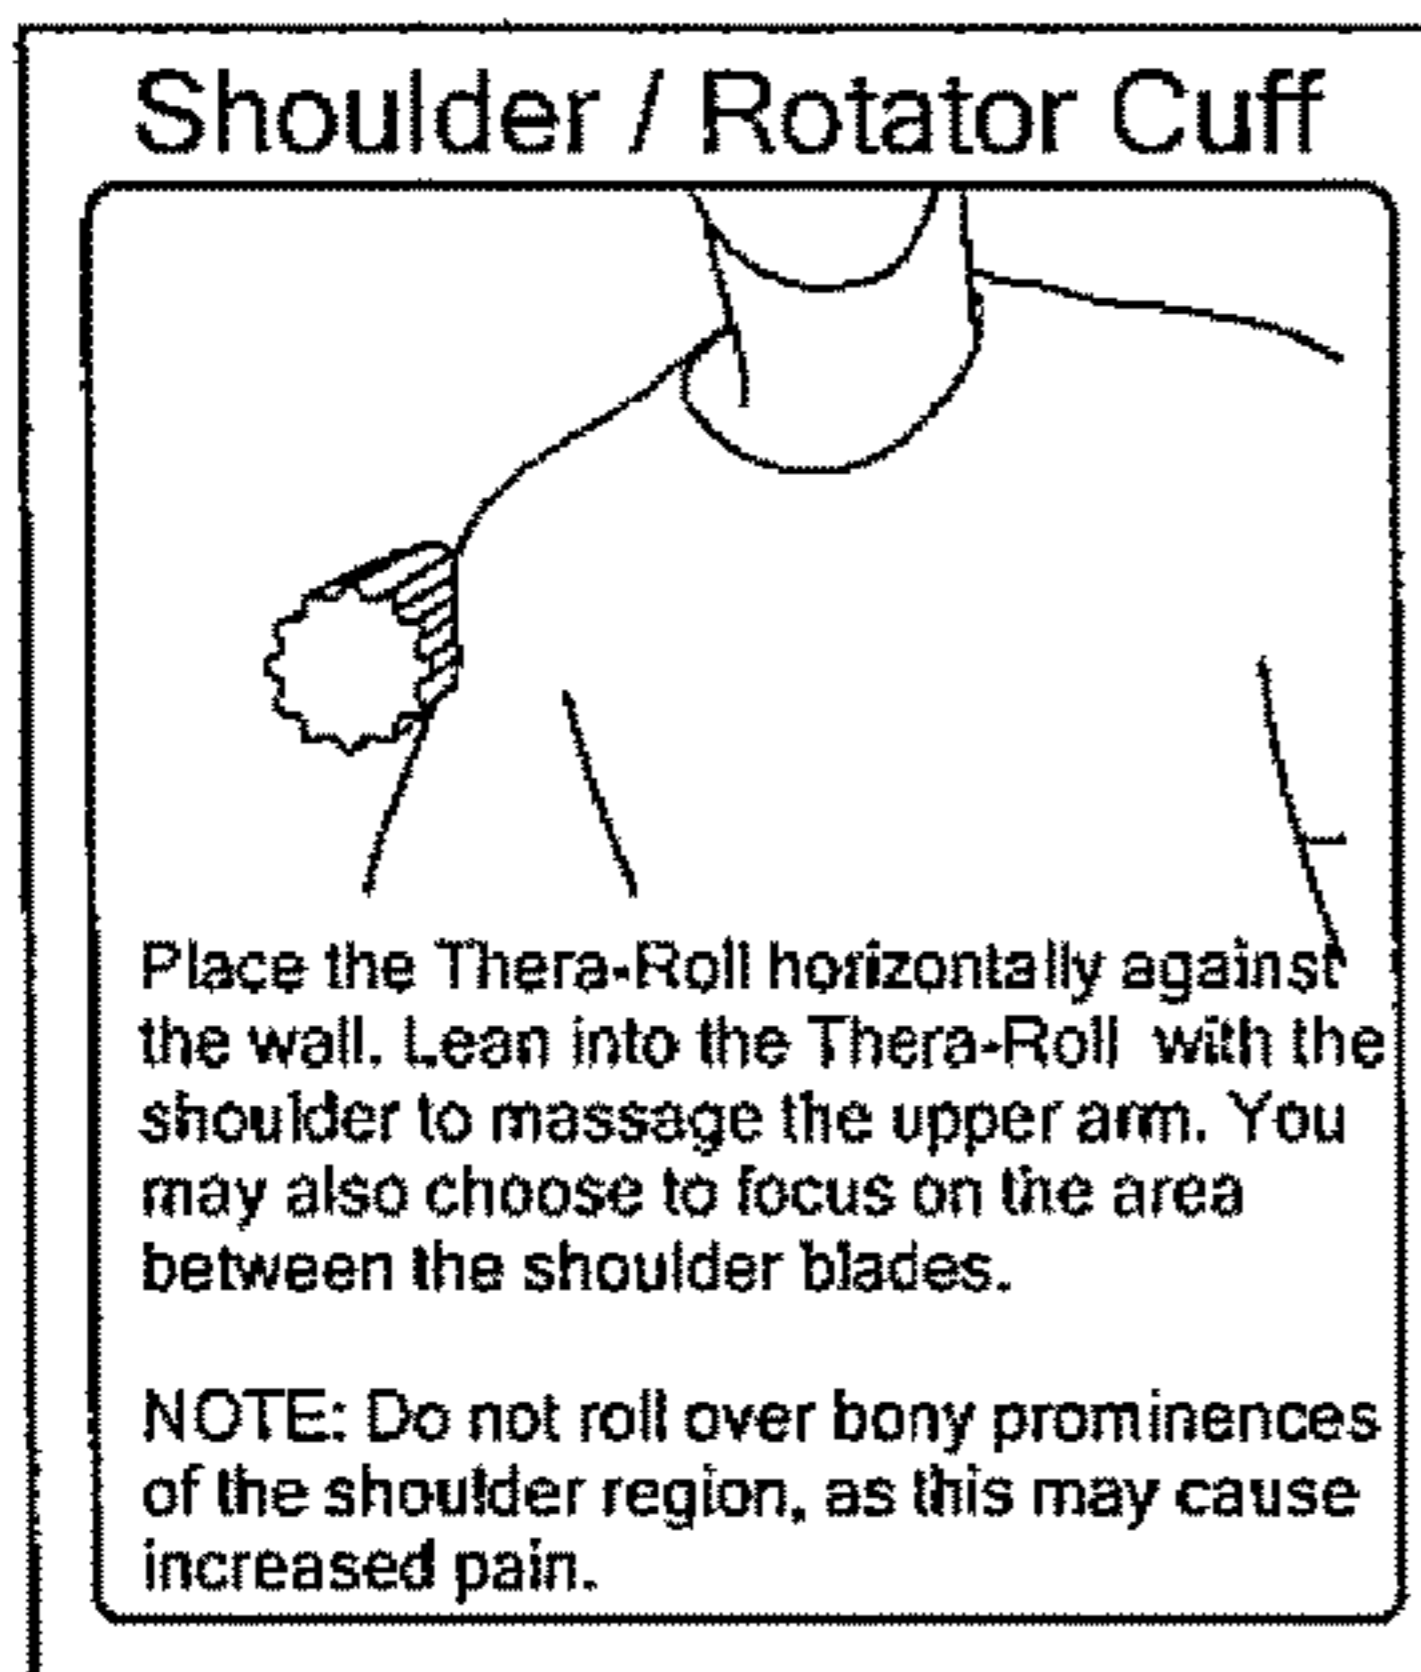 Shoulder / Rotator Cuff
Place the Thera-Roll horizontally against
the wall. Lean into the Thera-Roll with the
shoulder to massage the upper arm. You
may also choose to focus on the area
between the shoulder blades.
NOTE: Do not roll over bony prominences
of the shoulder region, as this may cause
increased pain.